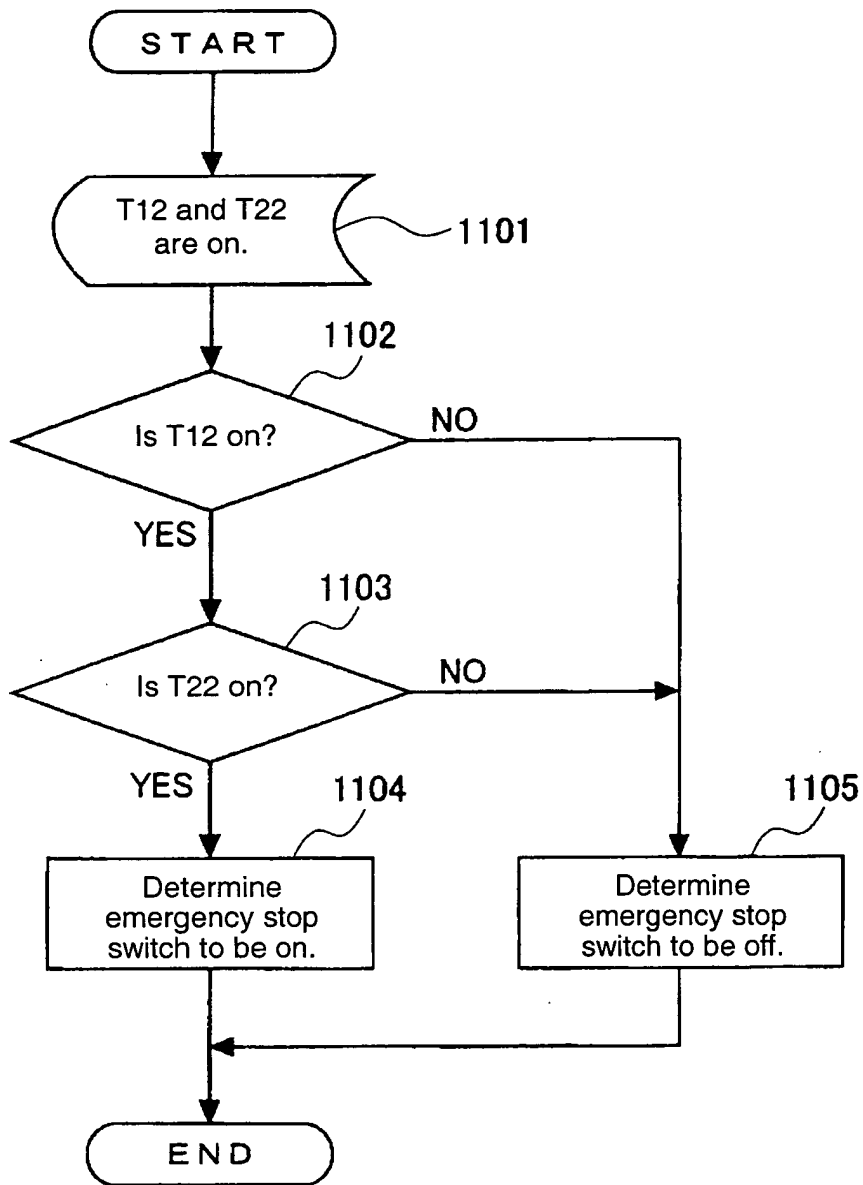 START
T12 and T22
are on.
1101
1102
Is T12 on?
NO
YES
1103
Is T22 on?
NO
YES
1104
1105
Determine
emergency stop
switch to be on.
Determine
emergency stop
switch to be off.
END